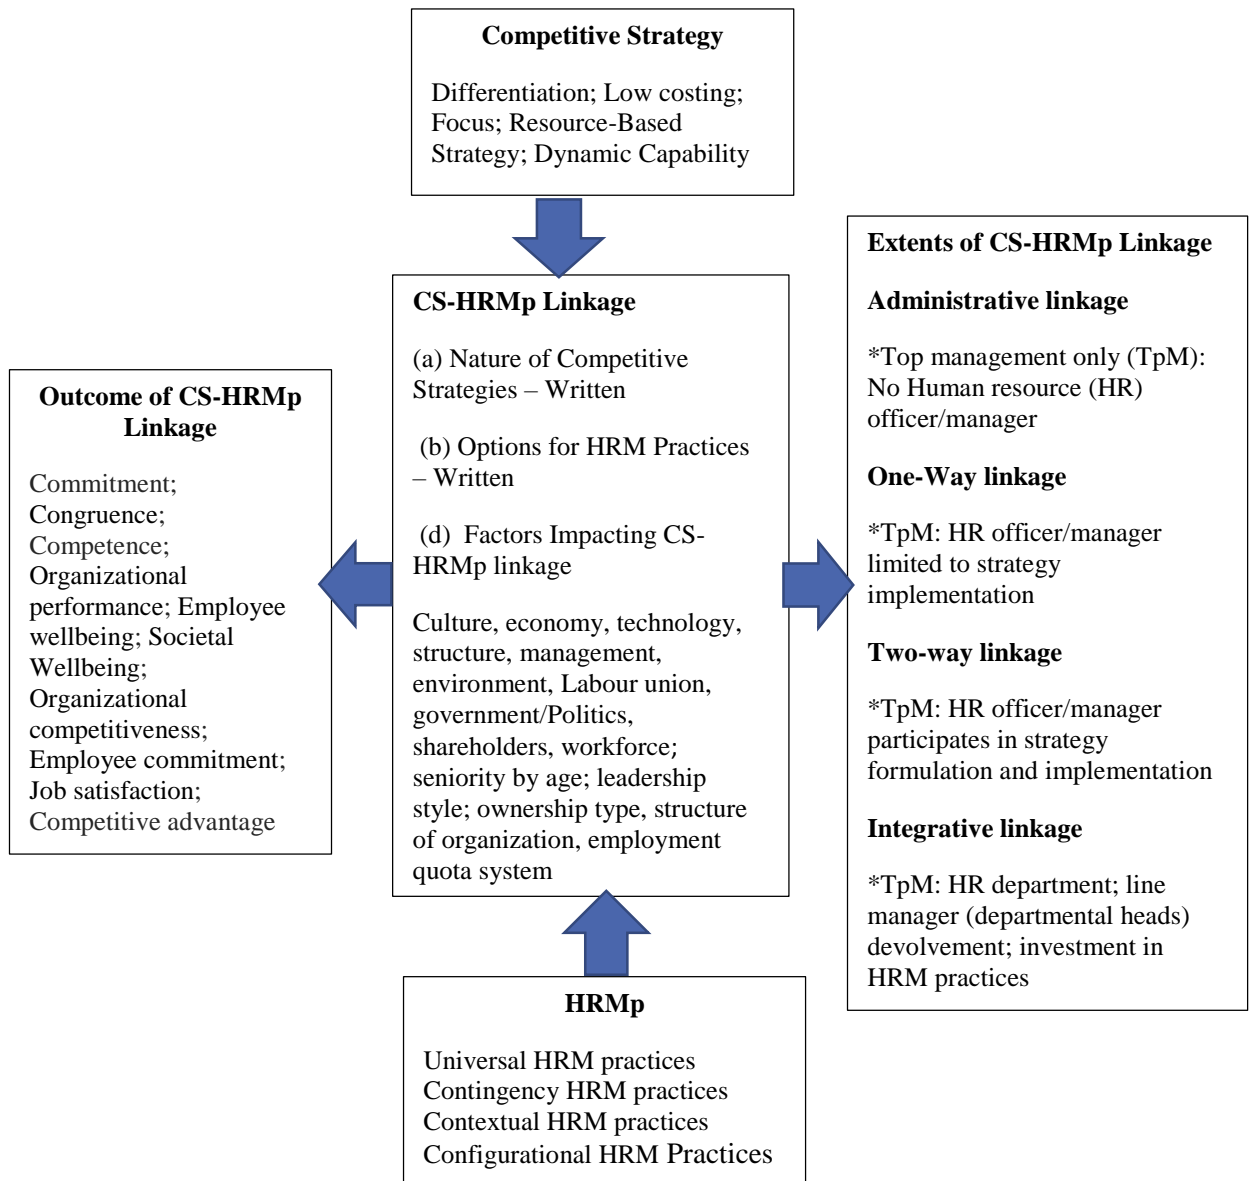 Competitive Strategy
Differentiation; Low costing;
Focus; Resource-Based
Strategy; Dynamic Capability
CS-HRMp Linkage
(a) Nature of Competitive
Strategies – Written
(b) Options for HRM Practices
– Written
(d) Factors Impacting CS-
HRMp linkage
Culture, economy, technology,
structure, management,
environment, Labour union,
government/Politics,
shareholders, workforce;
seniority by age; leadership
style; ownership type, structure
of organization, employment
quota system
Outcome of CS-HRMp
Linkage
Commitment;
Congruence;
Competence;
Organizational
performance; Employee
wellbeing; Societal
Wellbeing;
Organizational
competitiveness;
Employee commitment;
Job satisfaction;
Competitive advantage
Extents of CS-HRMp Linkage
Administrative linkage
*Top management only (TpM):
No Human resource (HR)
officer/manager
One-Way linkage
*TpM: HR officer/manager
limited to strategy
implementation
Two-way linkage
*TpM: HR officer/manager
participates in strategy
formulation and implementation
Integrative linkage
*TpM: HR department; line
manager (departmental heads)
devolvement; investment in
HRM practices
HRMp
Universal HRM practices
Contingency HRM practices
Contextual HRM practices
Configurational HRM Practices